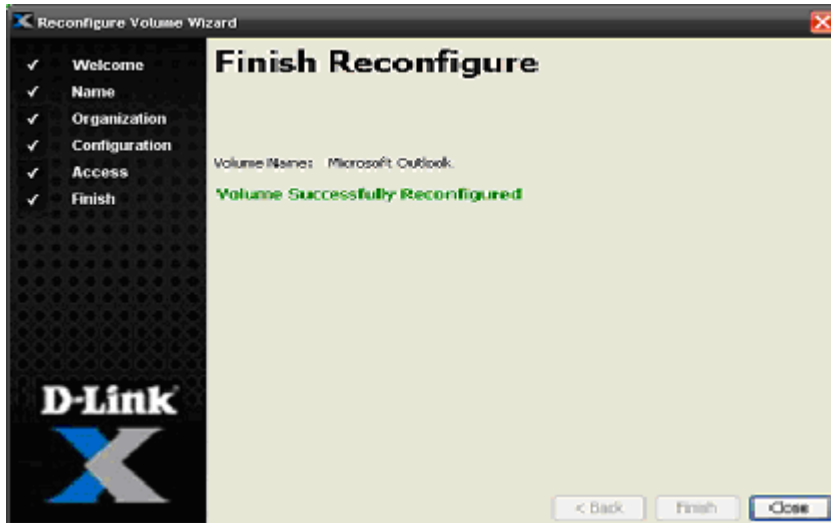 Reconfigure Volume Wizard
Welcome
Name
Organization
Configuration
Access
Finish
D-Link
Finish Reconfigure
Volume Name: Microsoft Outlook
Volume Successfully Reconfigured
< Back
Finish
Close